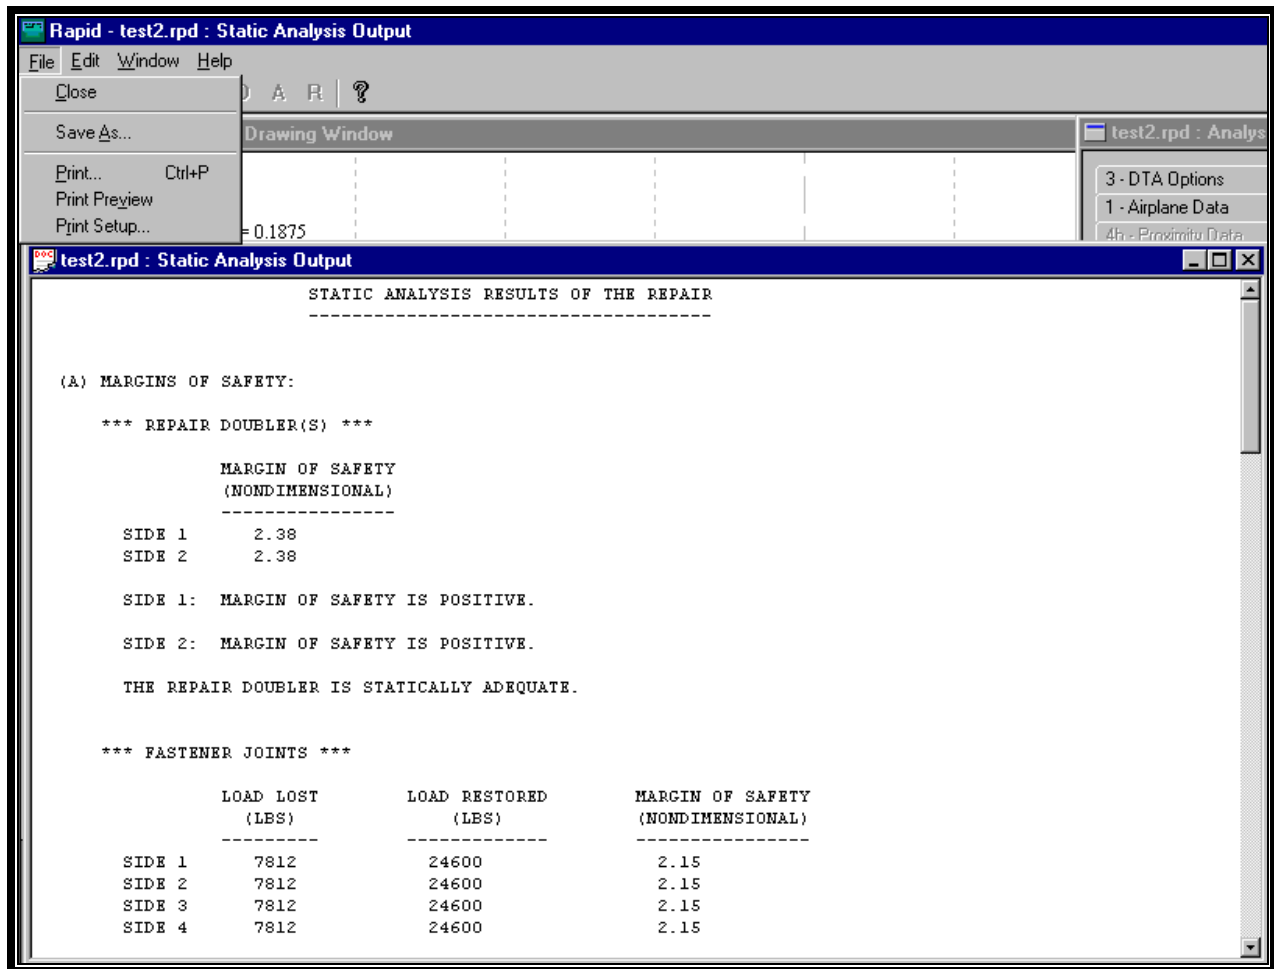 Rapid - test2.rpd : Static Analysis Output
File Edit Window Help
Close
A R ?
Save As...
Drawing Window
test2.rpd : Analys
Print... Ctrl+P
Print Preview
Print Setup...
= 0.1875
3 - DTA Options
1 - Airplane Data
4h - Proximity Data
test2.rpd : Static Analysis Output
STATIC ANALYSIS RESULTS OF THE REPAIR
-------------------------------------
(A) MARGINS OF SAFETY:
*** REPAIR DOUBLER(S) ***
MARGIN OF SAFETY
(NONDIMENSIONAL)
----------------
SIDE 1 2.38
SIDE 2 2.38
SIDE 1: MARGIN OF SAFETY IS POSITIVE.
SIDE 2: MARGIN OF SAFETY IS POSITIVE.
THE REPAIR DOUBLER IS STATICALLY ADEQUATE.
*** FASTENER JOINTS ***
LOAD LOST LOAD RESTORED MARGIN OF SAFETY
(LBS) (LBS) (NONDIMENSIONAL)
--------- ------------- ----------------
SIDE 1 7812 24600 2.15
SIDE 2 7812 24600 2.15
SIDE 3 7812 24600 2.15
SIDE 4 7812 24600 2.15